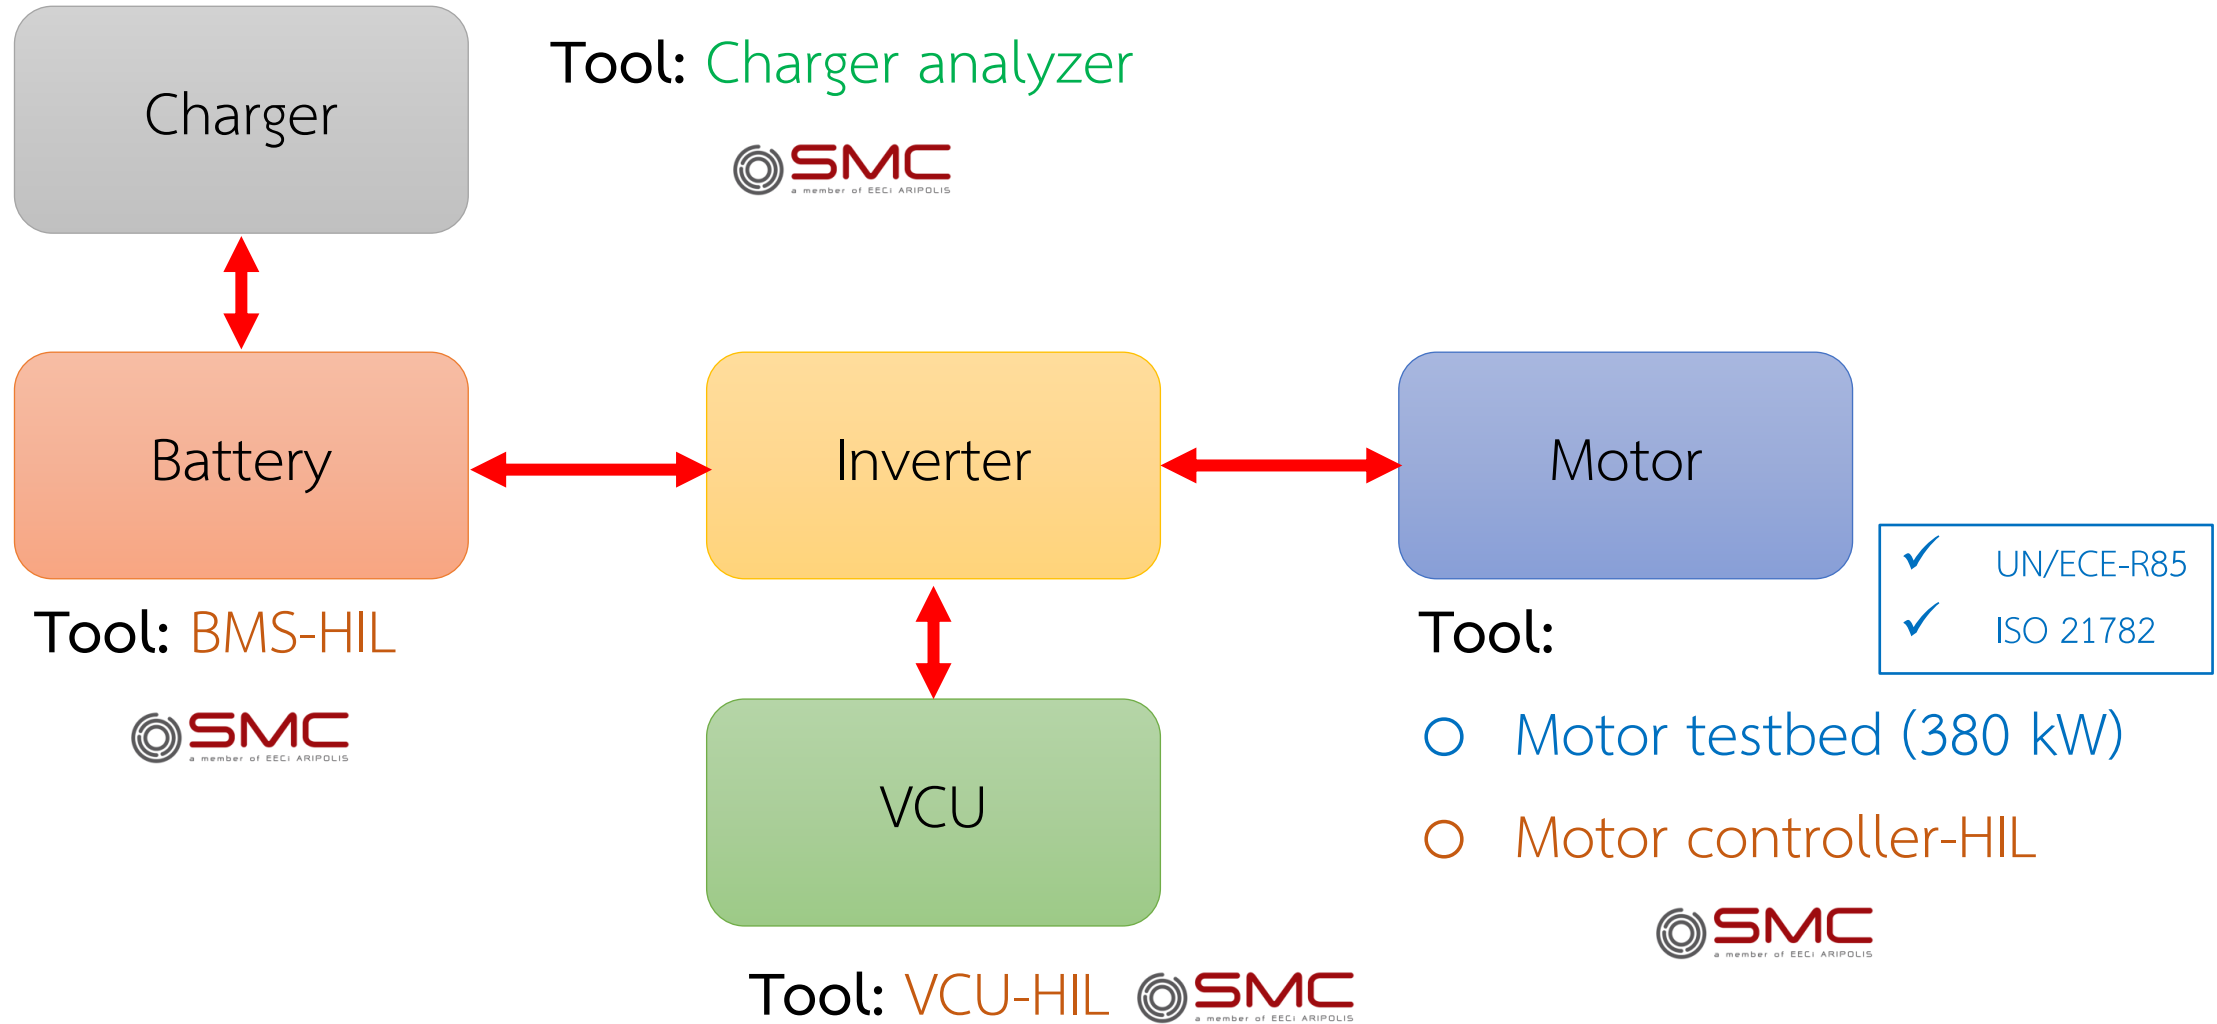 Charger
Tool: Charger analyzer
SMC
a member of EECi ARIPOLIS
Battery
Inverter
Motor
UN/ECE-R85
ISO 21782
Tool: BMS-HIL
SMC
a member of EECi ARIPOLIS
Tool:
Motor testbed (380 kW)
Motor controller-HIL
SMC
a member of EECi ARIPOLIS
VCU
Tool: VCU-HIL
SMC
a member of EECi ARIPOLIS